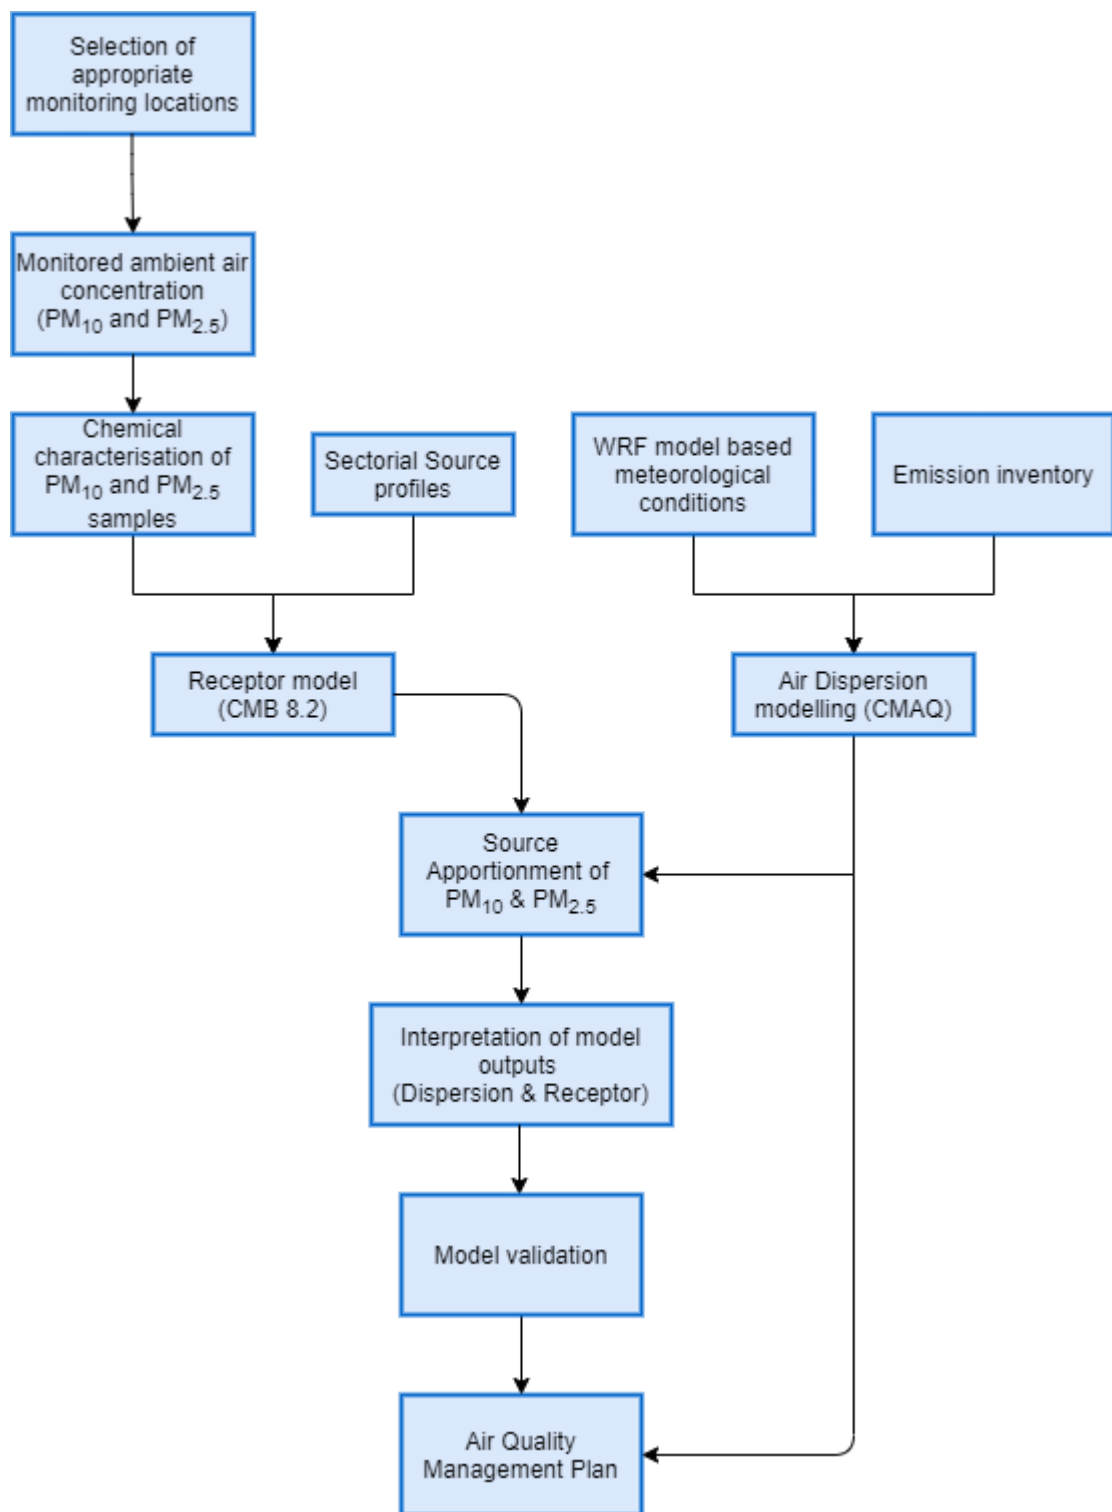 Selection of
appropriate
monitoring locations
Monitored ambient air
concentration
(PM₁₀ and PM₂.₅)
Chemical
characterisation of
PM₁₀ and PM₂.₅
samples
Sectorial Source
profiles
WRF model based
meteorological
conditions
Emission inventory
Receptor model
(CMB 8.2)
Air Dispersion
modelling (CMAQ)
Source
Apportionment of
PM₁₀ & PM₂.₅
Interpretation of model
outputs
(Dispersion & Receptor)
Model validation
Air Quality
Management Plan